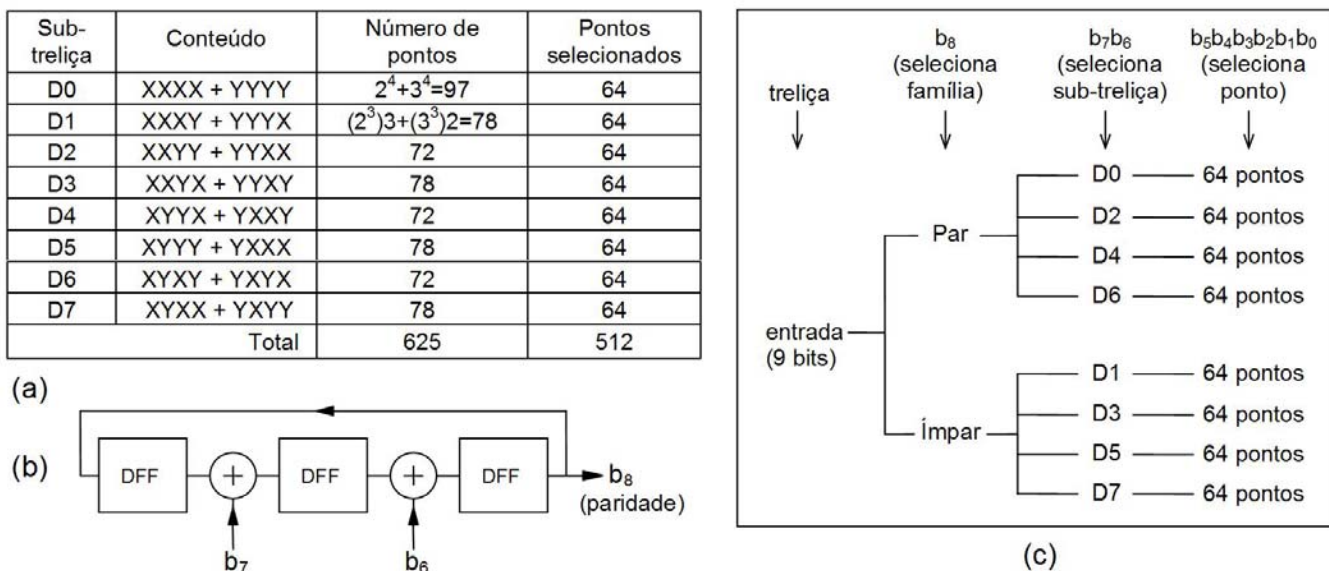 Sub-treliça Conteúdo Número de pontos Pontos selecionados
D0 XXXX + YYYY 2⁴+3⁴=97 64
D1 XXXY + YYYX (2³)3+(3³)2=78 64
D2 XXYY + YYXX 72 64
D3 XXYX + YYXY 78 64
D4 XYYX + YXXY 72 64
D5 XYYY + YXXX 78 64
D6 XYXY + YXYX 72 64
D7 XYXX + YXYY 78 64
Total 625 512
(a)
(b)
DFF + DFF + DFF
b₈
(paridade)
b₇ b₆
treliça
b₈
(seleciona
família)
b₇b₆
(seleciona
sub-treliça)
b₅b₄b₃b₂b₁b₀
(seleciona
ponto)
entrada
(9 bits)
Par
D0 64 pontos
D2 64 pontos
D4 64 pontos
D6 64 pontos
Ímpar
D1 64 pontos
D3 64 pontos
D5 64 pontos
D7 64 pontos
(c)